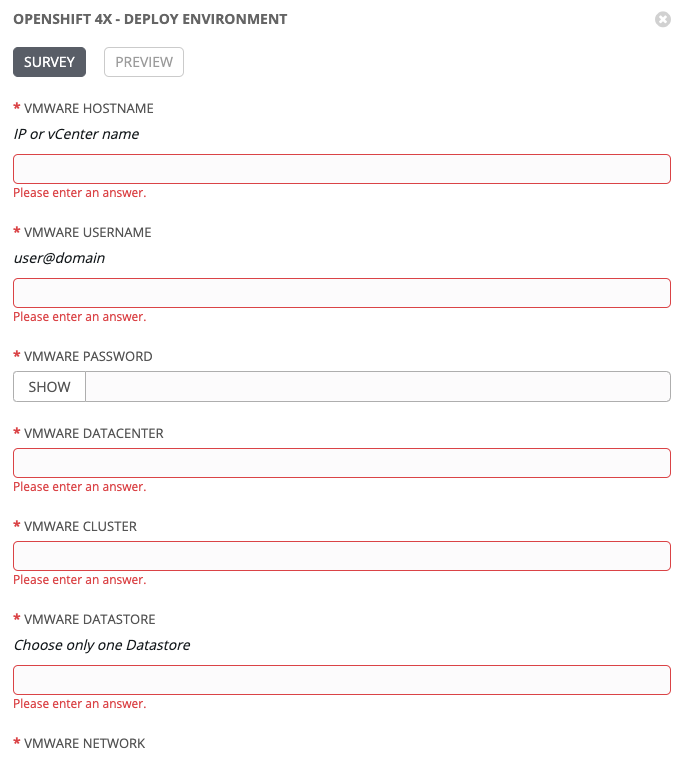 OPENSHIFT 4X - DEPLOY ENVIRONMENT
SURVEY
PREVIEW
* VMWARE HOSTNAME
IP or vCenter name
Please enter an answer.
* VMWARE USERNAME
user@domain
Please enter an answer.
* VMWARE PASSWORD
SHOW
* VMWARE DATACENTER
Please enter an answer.
* VMWARE CLUSTER
Please enter an answer.
* VMWARE DATASTORE
Choose only one Datastore
Please enter an answer.
* VMWARE NETWORK